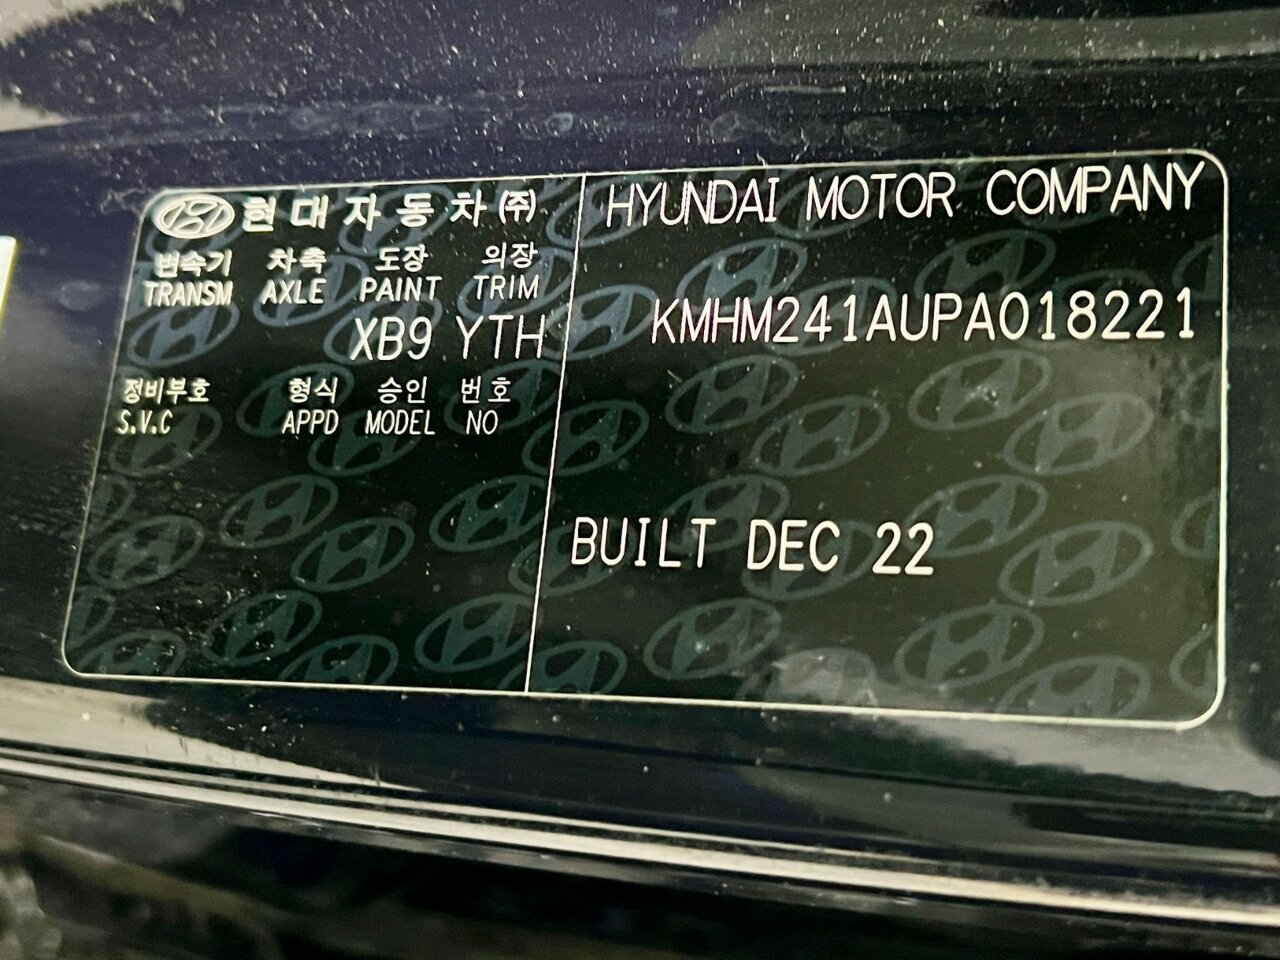 현대자동차㈜
변속기 차축 도장 의장
TRANSM AXLE PAINT TRIM
XB9 YTH
정비부호 형식 승인 번호
S.V.C APPD MODEL NO
HYUNDAI MOTOR COMPANY
KMHM241AUPA018221
BUILT DEC 22